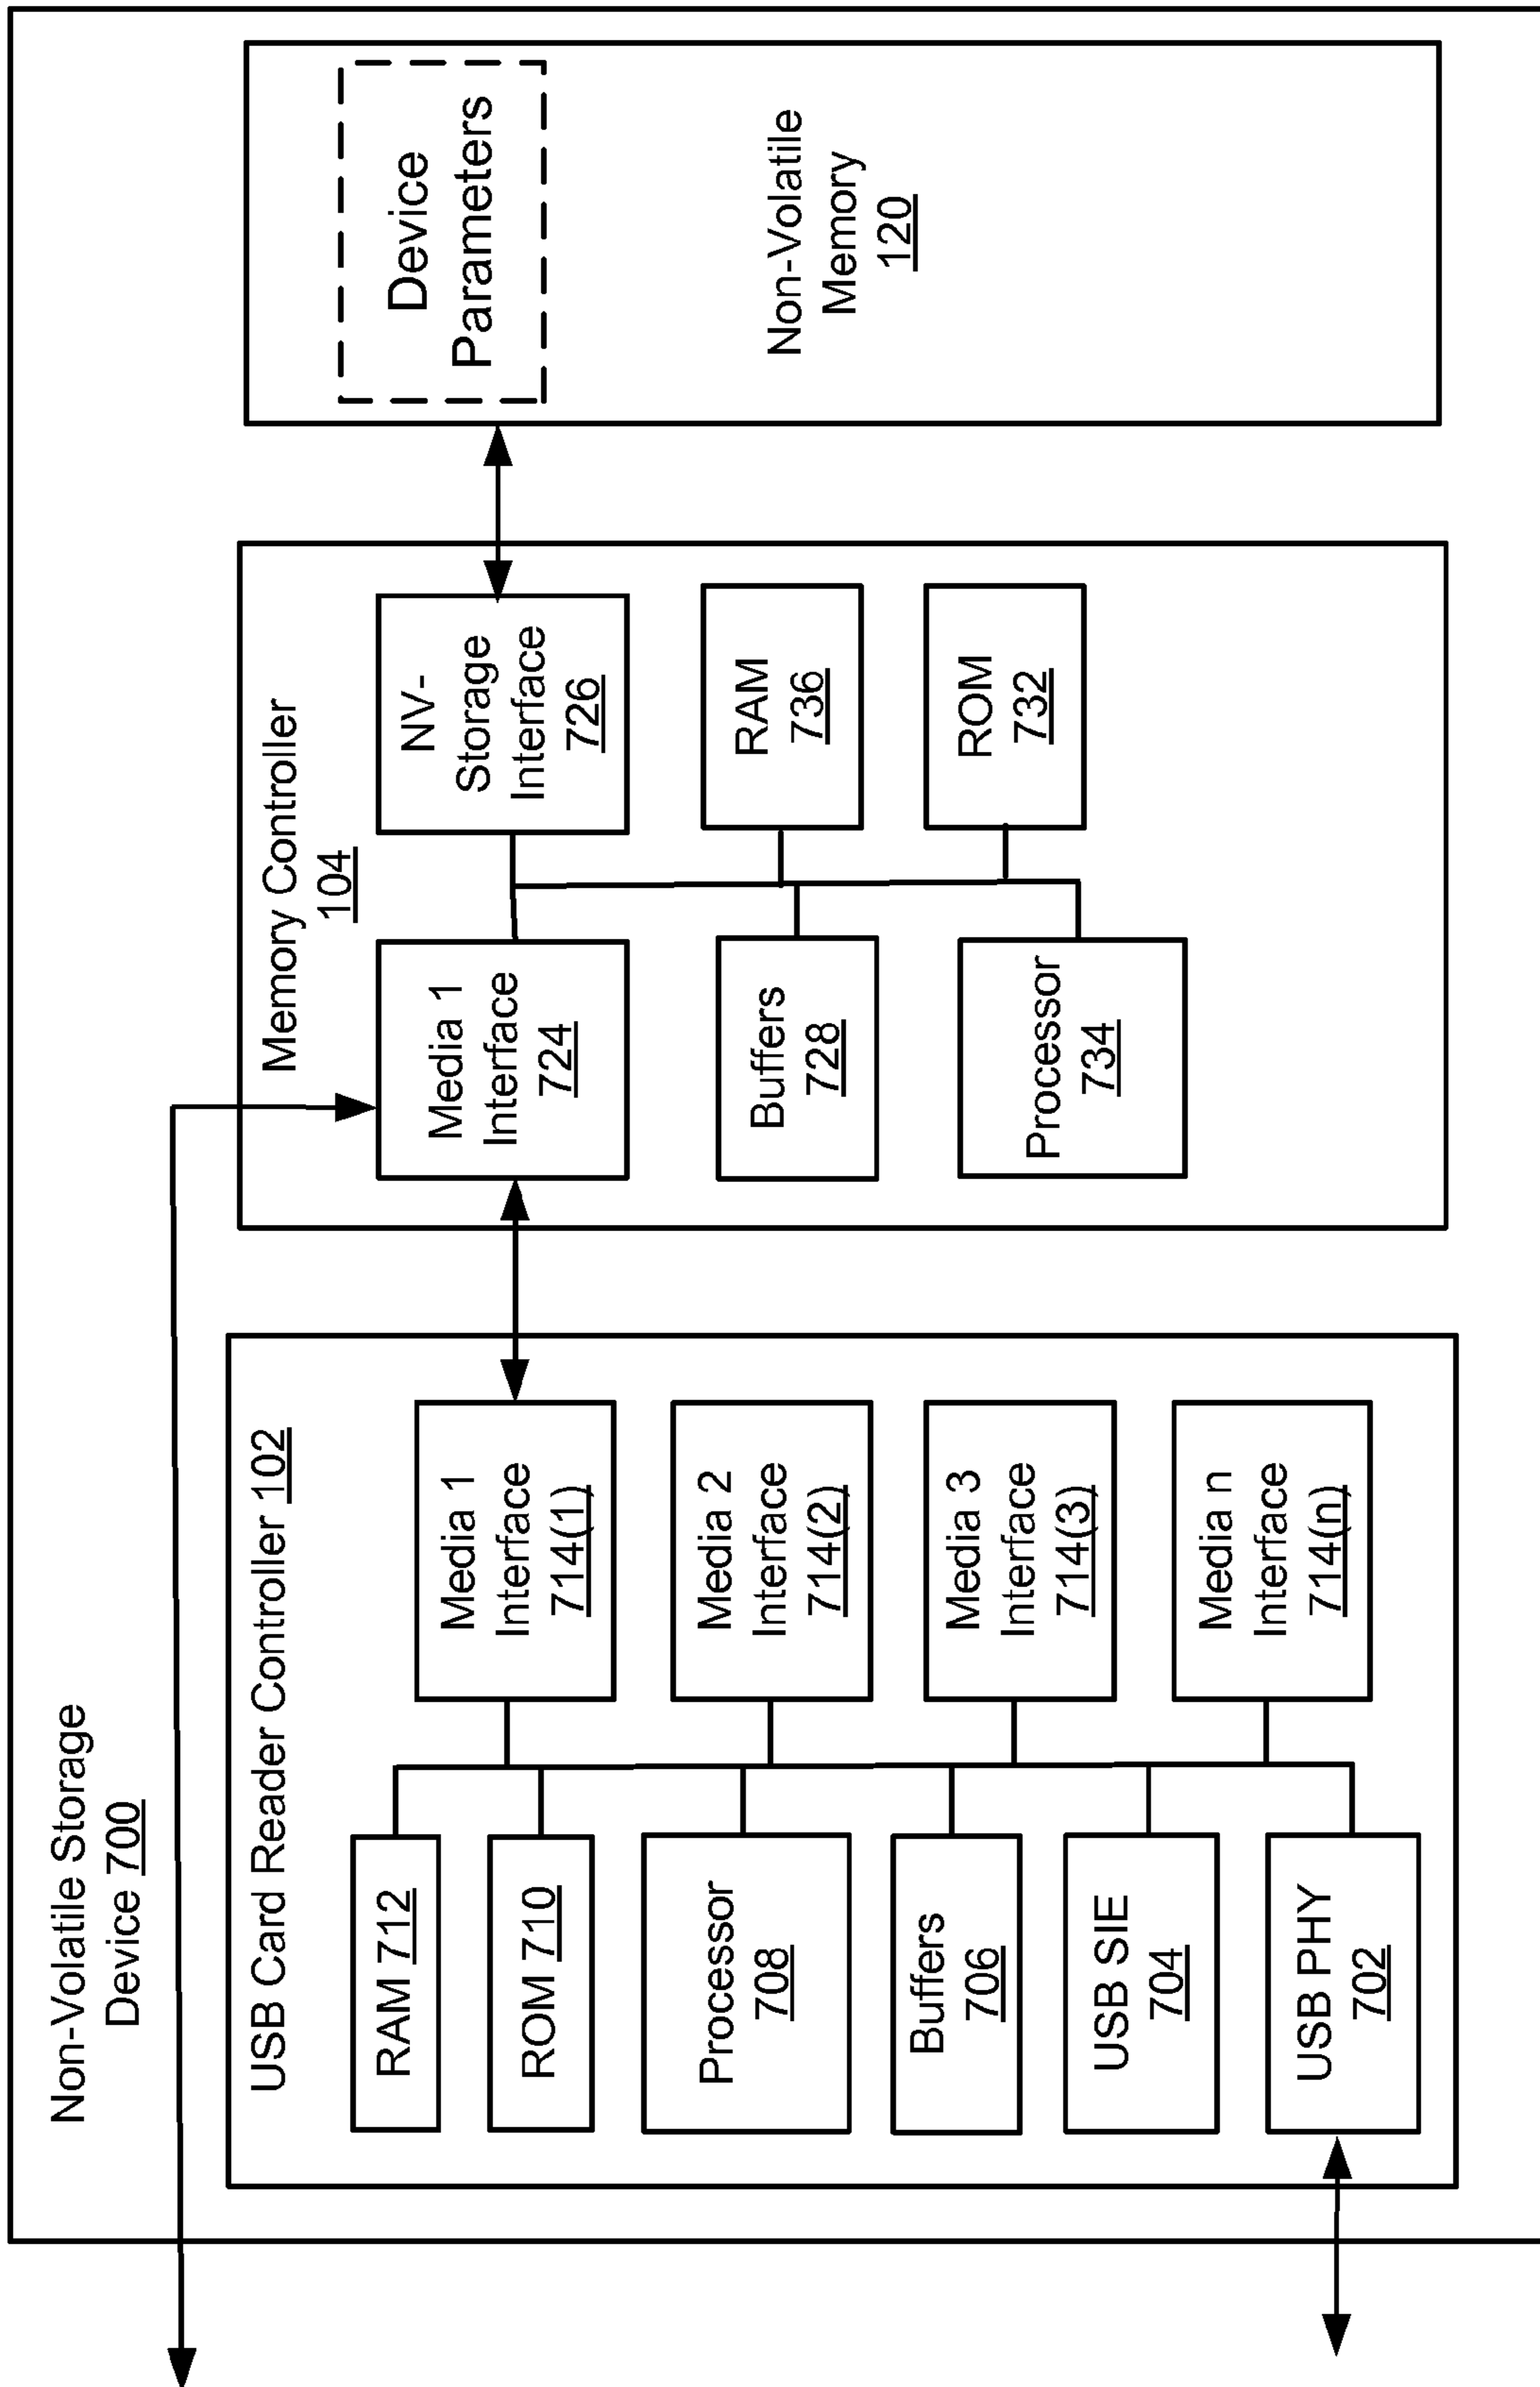 Non-Volatile Storage
Device 700
USB Card Reader Controller 102
RAM 712
ROM 710
Processor
708
Buffers
706
USB SIE
704
USB PHY
702
Media 1
Interface
714(1)
Media 2
Interface
714(2)
Media 3
Interface
714(3)
Media n
Interface
714(n)
Memory Controller
104
Media 1
Interface
724
Buffers
728
Processor
734
NV-
Storage
Interface
726
RAM
736
ROM
732
Device
Parameters
Non-Volatile
Memory
120